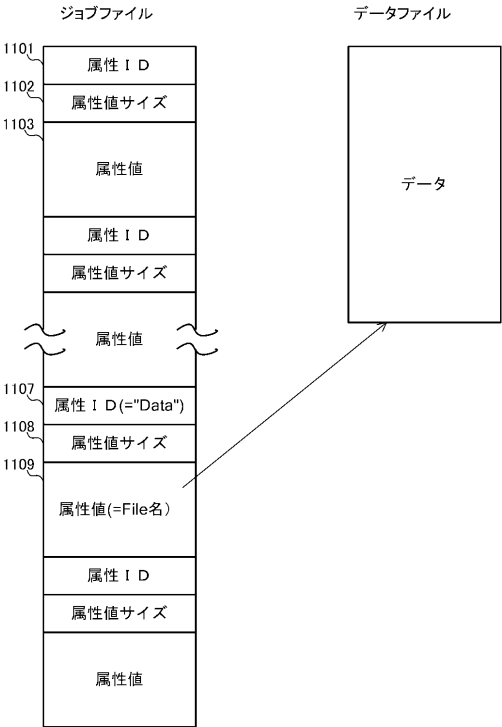 ジョブファイル
データファイル
1101
属性ＩＤ
1102
属性値サイズ
1103
属性値
データ
属性ＩＤ
属性値サイズ
属性値
1107
属性ＩＤ(="Data")
1108
属性値サイズ
1109
属性値(=File名)
属性ＩＤ
属性値サイズ
属性値